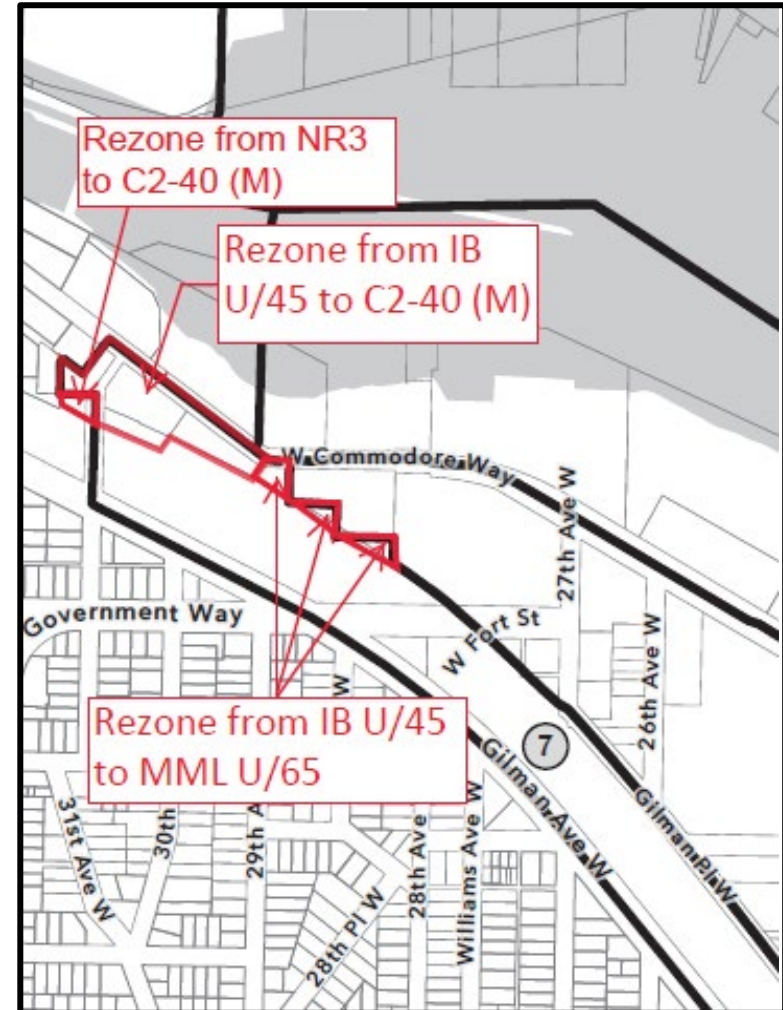 Rezone from NR3
to C2-40 (M)
Rezone from IB
U/45 to C2-40 (M)
W Commodore Way
27th Ave W
Government Way
W Fort St
26th Ave W
W
Rezone from IB U/45
to MML U/65
7
Gilman Ave W
Gilman Pl W
31st Ave W
30th
29th A
28th Pl W
28th Ave
Williams Ave W